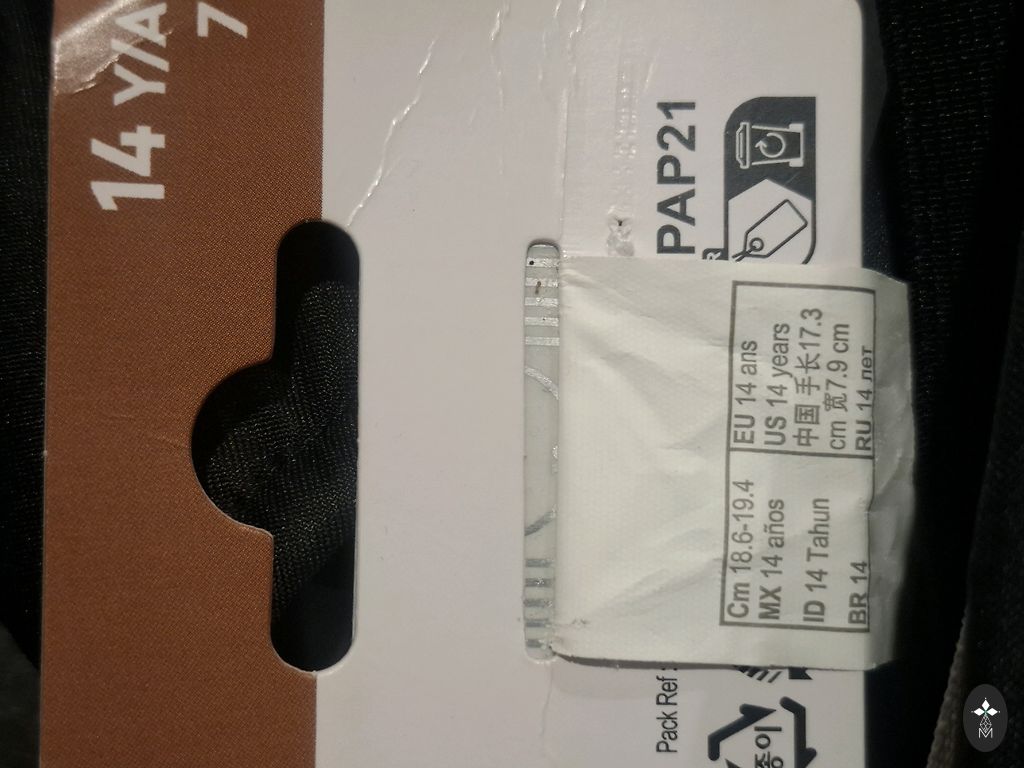 14 Y/A
7
Pack Ref :
PAP21
Cm 18.6-19.4
MX 14 años
ID 14 Tahun
BR 14
EU 14 ans
US 14 years
中国 手长17.3
cm 宽7.9 cm
RU 14 лет
종이
M